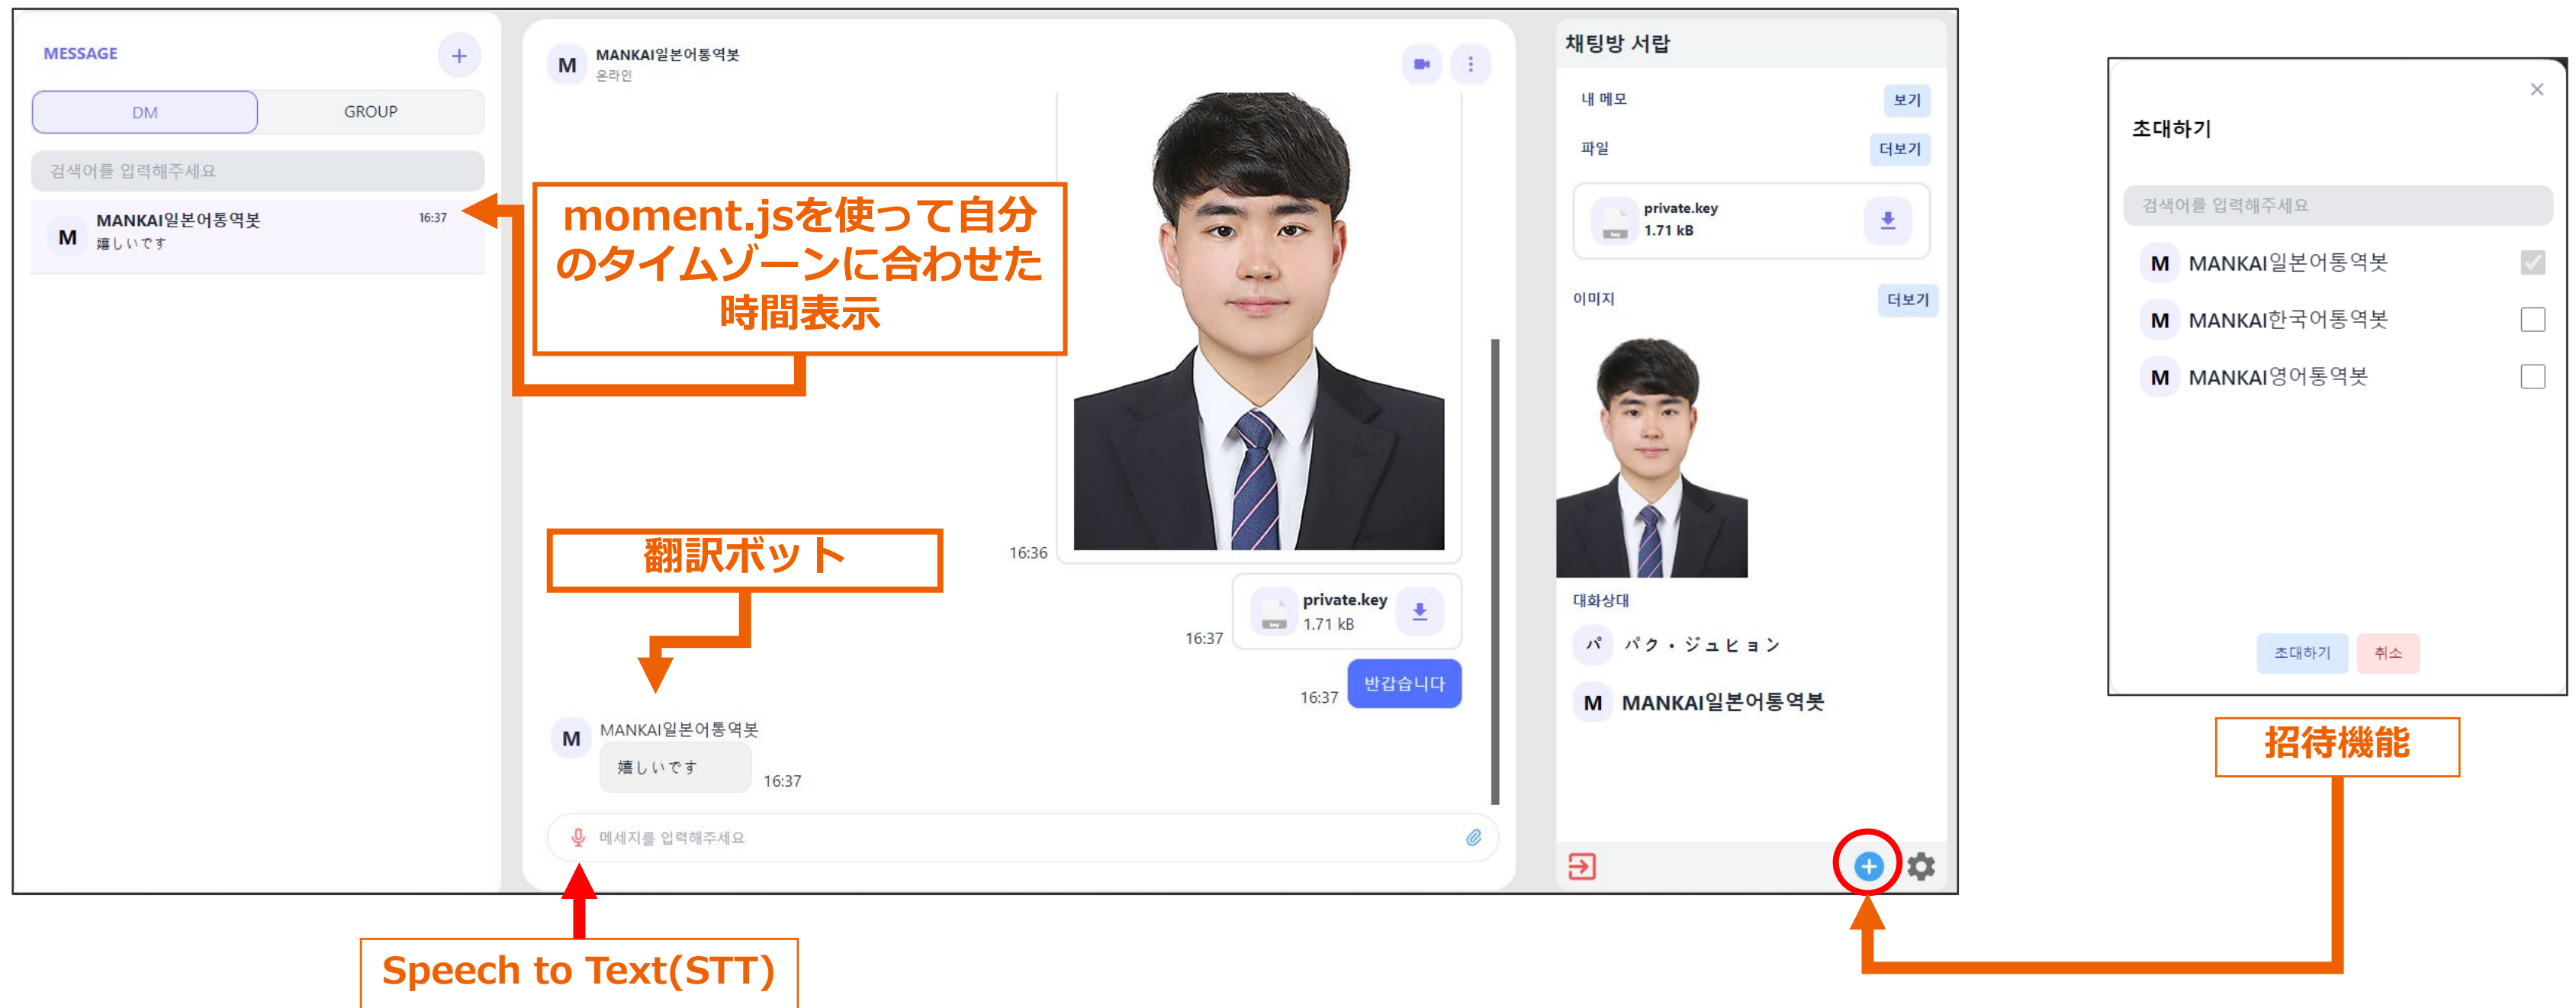 MESSAGE
+
DM
GROUP
검색어를 입력해주세요
M
MANKAI일본어통역봇
16:37
嬉しいです
M
MANKAI일본어통역봇
온라인
moment.jsを使って自分
のタイムゾーンに合わせた
時間表示
16:36
翻訳ボット
private.key
1.71 kB
16:37
반갑습니다
16:37
M
MANKAI일본어통역봇
嬉しいです
16:37
메세지를 입력해주세요
Speech to Text(STT)
채팅방 서랍
내 메모
보기
파일
더보기
private.key
1.71 kB
이미지
더보기
대화상대
パ パク・ジュヒョン
M MANKAI일본어통역봇
초대하기
검색어를 입력해주세요
M MANKAI일본어통역봇
M MANKAI한국어통역봇
M MANKAI영어통역봇
초대하기
취소
招待機能